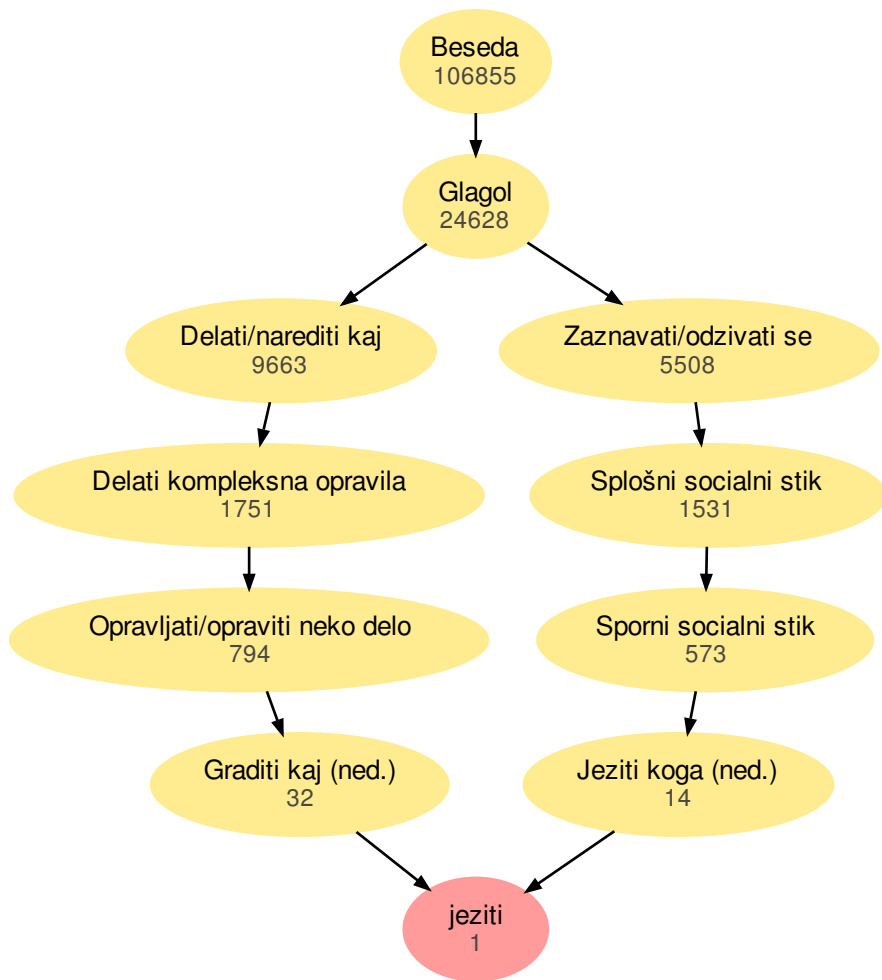 Beseda
106855
Glagol
24628
Delati/narediti kaj
9663
Zaznavati/odzivati se
5508
Delati kompleksna opravila
1751
Splošni socialni stik
1531
Opravljati/opraviti neko delo
794
Sporni socialni stik
573
Graditi kaj (ned.)
32
Jeziti koga (ned.)
14
jeziti
1